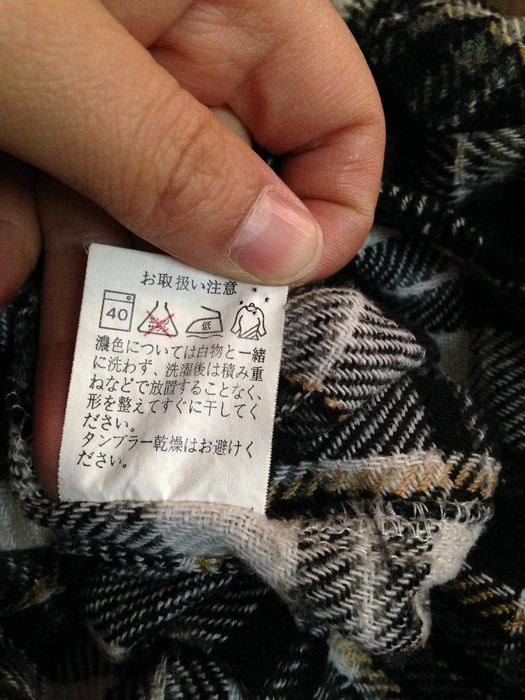 お取扱い注意
40 低
濃色については白物と一緒
に洗わず、洗濯後は積み重
ねなどで放置することなく、
形を整えてすぐに干してく
ださい。
タンブラー乾燥はお避けく
ださい。